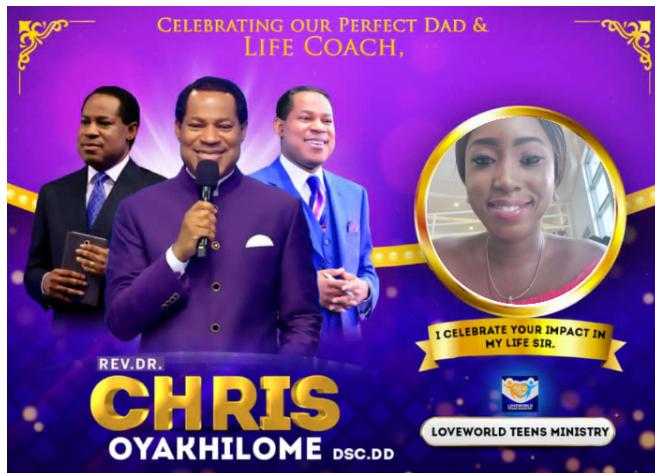 CELEBRATING OUR PERFECT DAD &
LIFE COACH,
I CELEBRATE YOUR IMPACT IN
MY LIFE SIR.
REV.DR.
CHRIS
OYAKHILOME DSC.DD
LOVEWORLD
LOVEWORLD TEENS MINISTRY